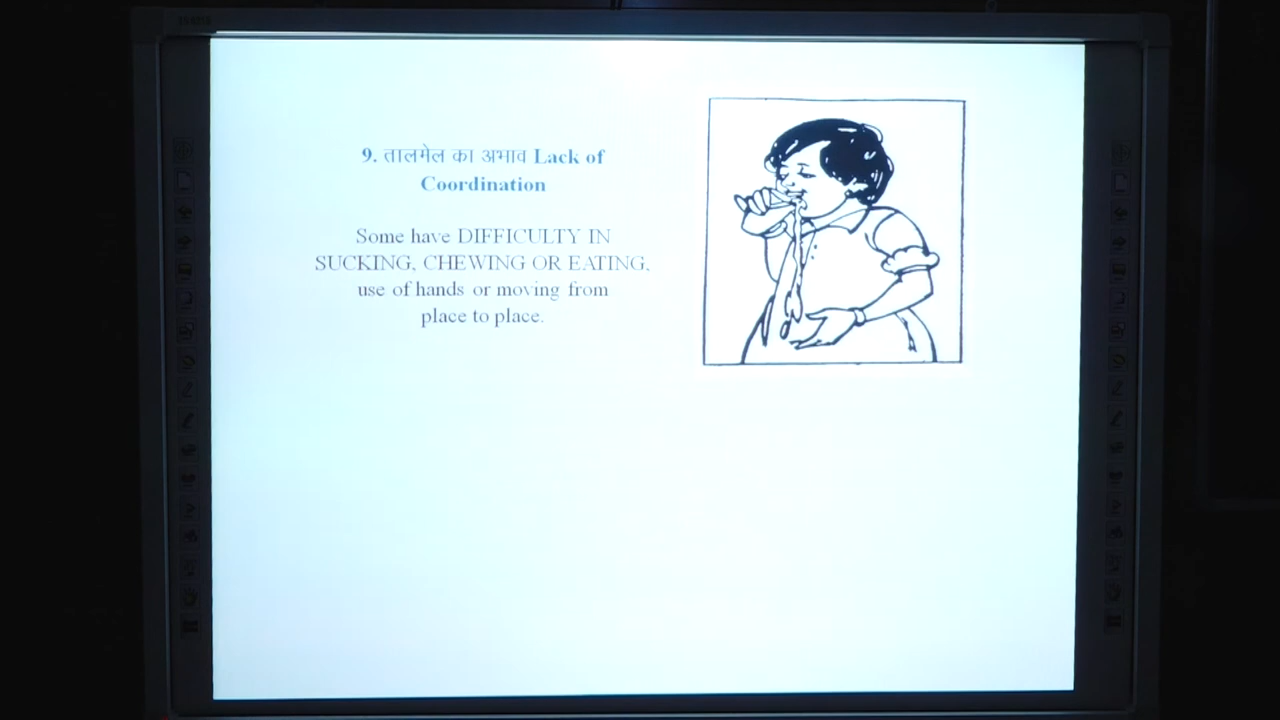 9. तालमेल का अभाव Lack of
Coordination
Some have DIFFICULTY IN
SUCKING, CHEWING OR EATING,
use of hands or moving from
place to place.